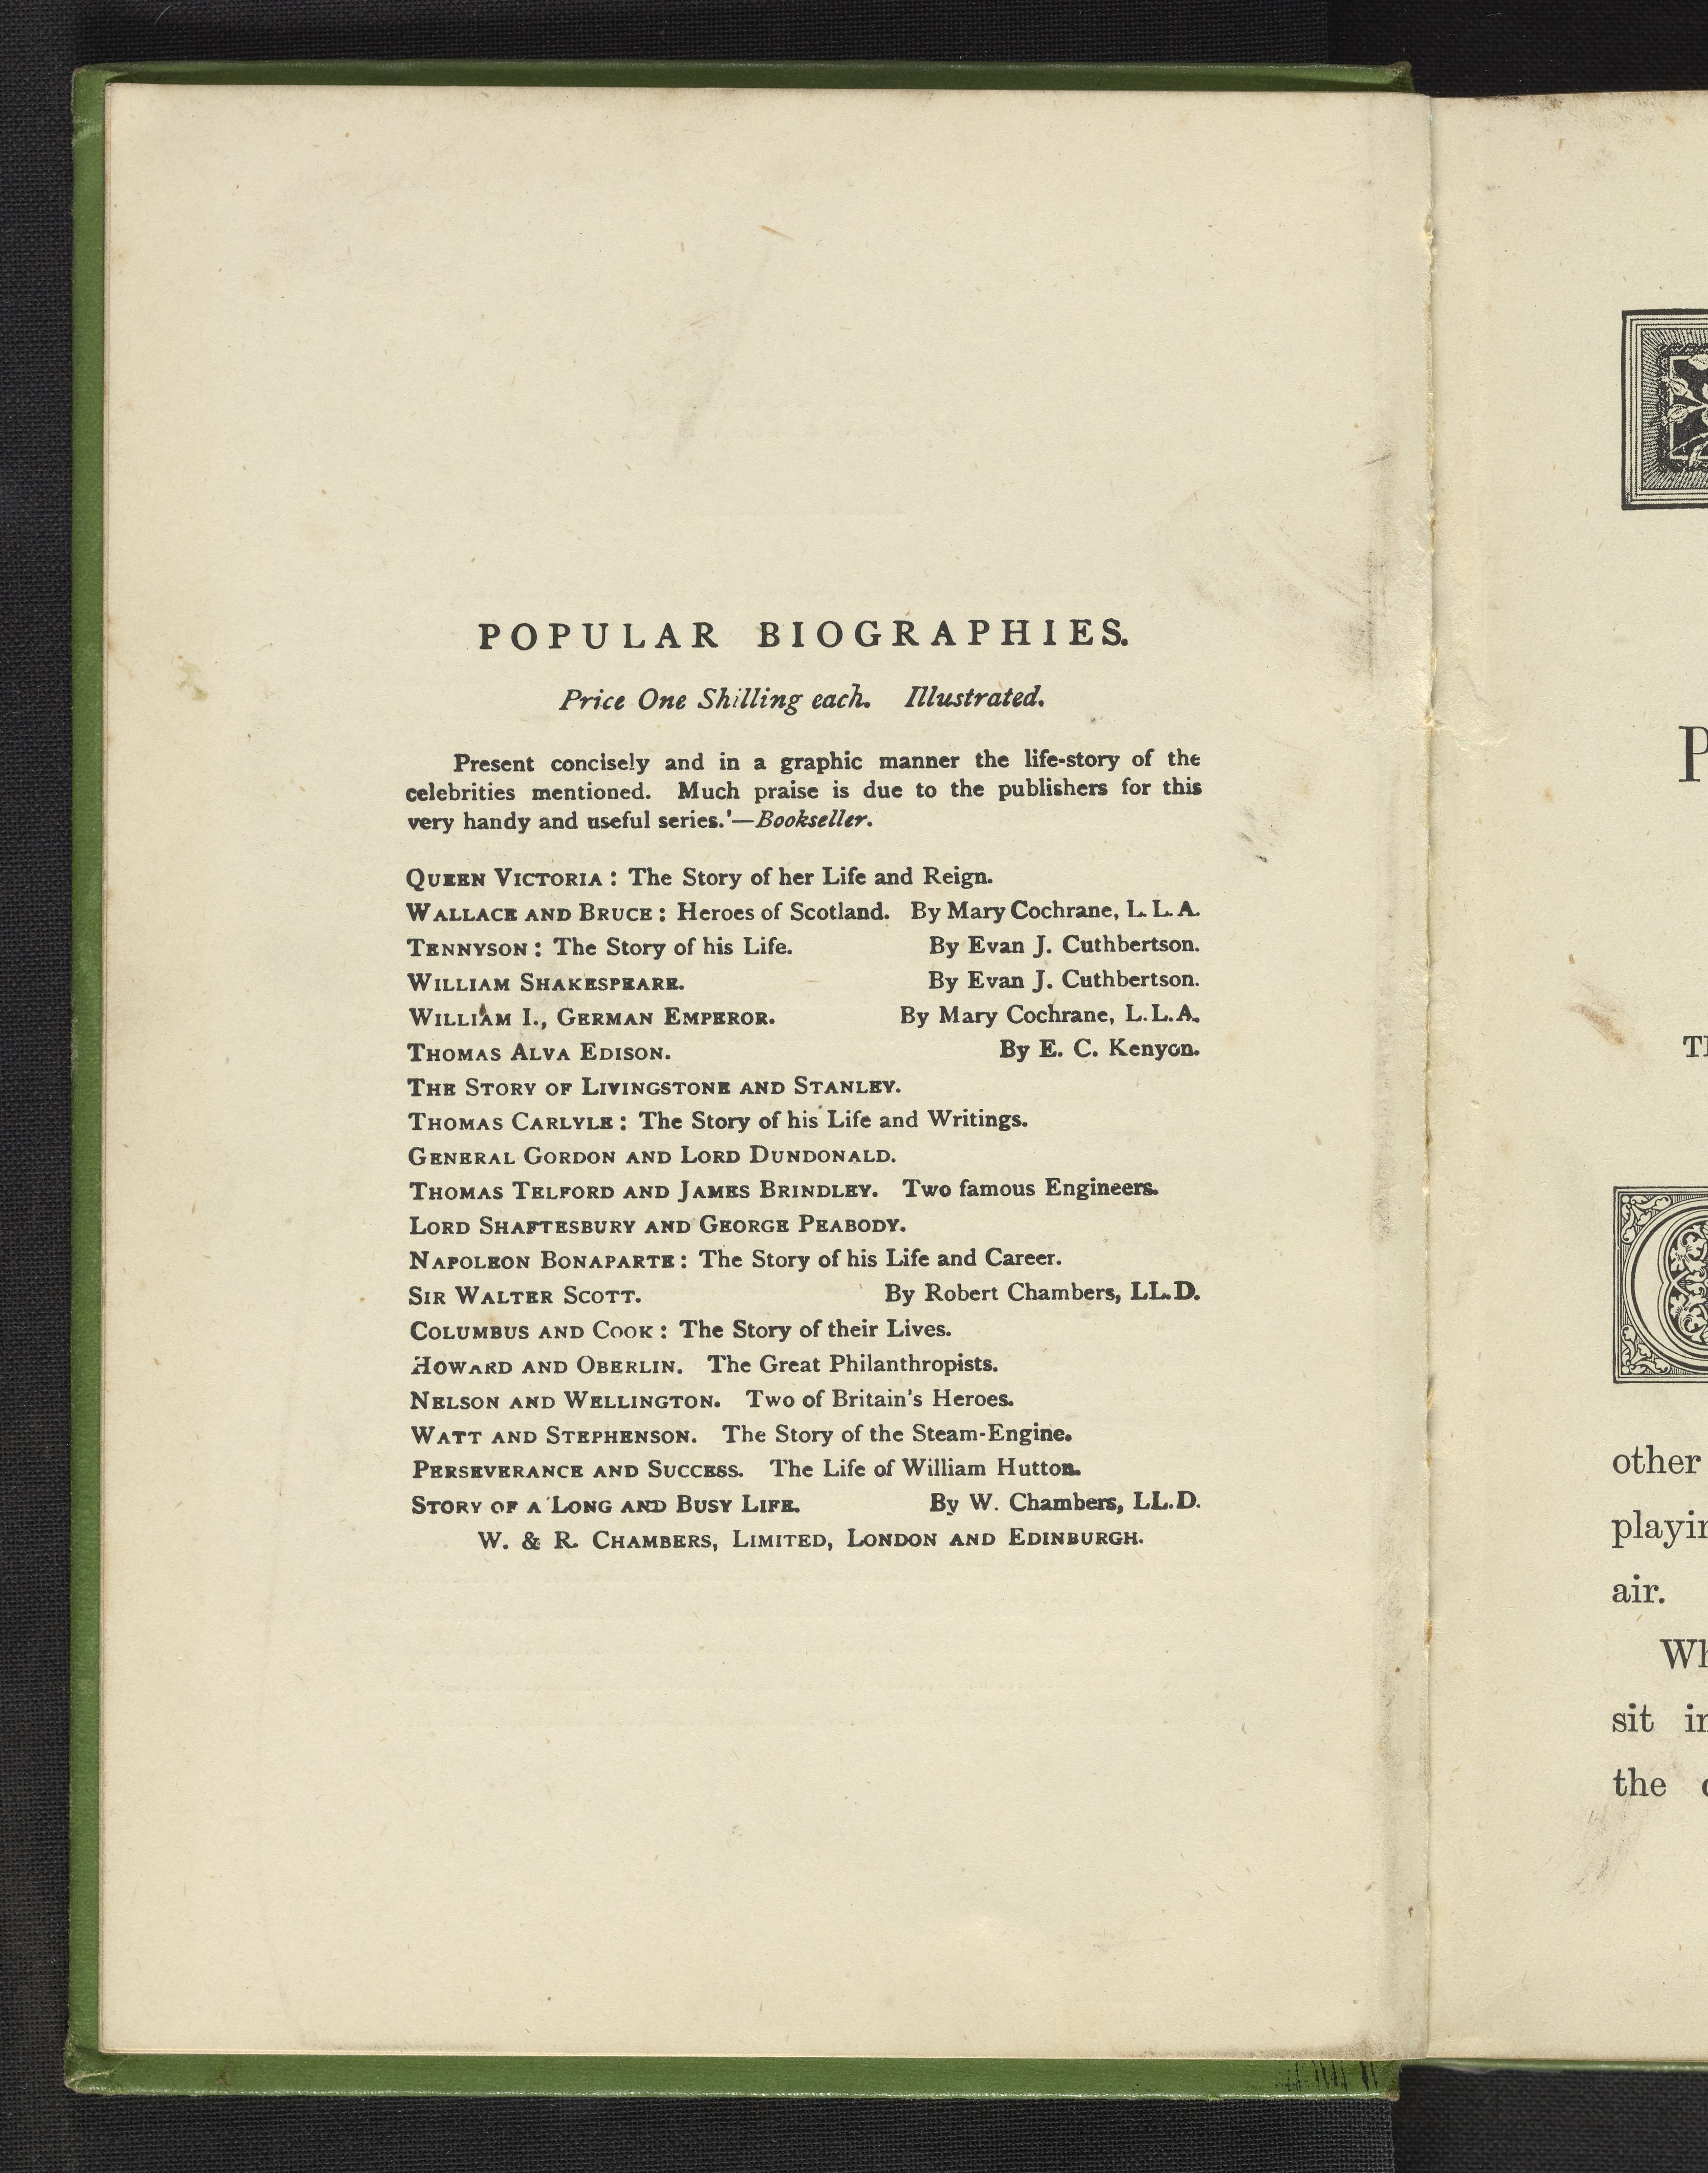 POPULAR BIOGRAPHIES.
Price One Shilling each. Illustrated.
Present concisely and in a graphic manner the life-story of the
celebrities mentioned. Much praise is due to the publishers for this
very handy and useful series.'—Bookseller.
QUEEN VICTORIA: The Story of her Life and Reign.
WALLACE AND BRUCE: Heroes of Scotland. By Mary Cochrane, L.L.A.
TENNYSON: The Story of his Life. By Evan J. Cuthbertson.
WILLIAM SHAKESPEARE. By Evan J. Cuthbertson.
WILLIAM I., GERMAN EMPEROR. By Mary Cochrane, L.L.A.
THOMAS ALVA EDISON. By E. C. Kenyon.
THE STORY OF LIVINGSTONE AND STANLEY.
THOMAS CARLYLE: The Story of his Life and Writings.
GENERAL GORDON AND LORD DUNDONALD.
THOMAS TELFORD AND JAMES BRINDLEY. Two famous Engineers.
LORD SHAFTESBURY AND GEORGE PEABODY.
NAPOLEON BONAPARTE: The Story of his Life and Career.
SIR WALTER SCOTT. By Robert Chambers, LL.D.
COLUMBUS AND COOK: The Story of their Lives.
HOWARD AND OBERLIN. The Great Philanthropists.
NELSON AND WELLINGTON. Two of Britain's Heroes.
WATT AND STEPHENSON. The Story of the Steam-Engine.
PERSEVERANCE AND SUCCESS. The Life of William Hutton.
STORY OF A LONG AND BUSY LIFE. By W. Chambers, LL.D.
W. & R. CHAMBERS, LIMITED, LONDON AND EDINBURGH.
P
other
air.
sit
the